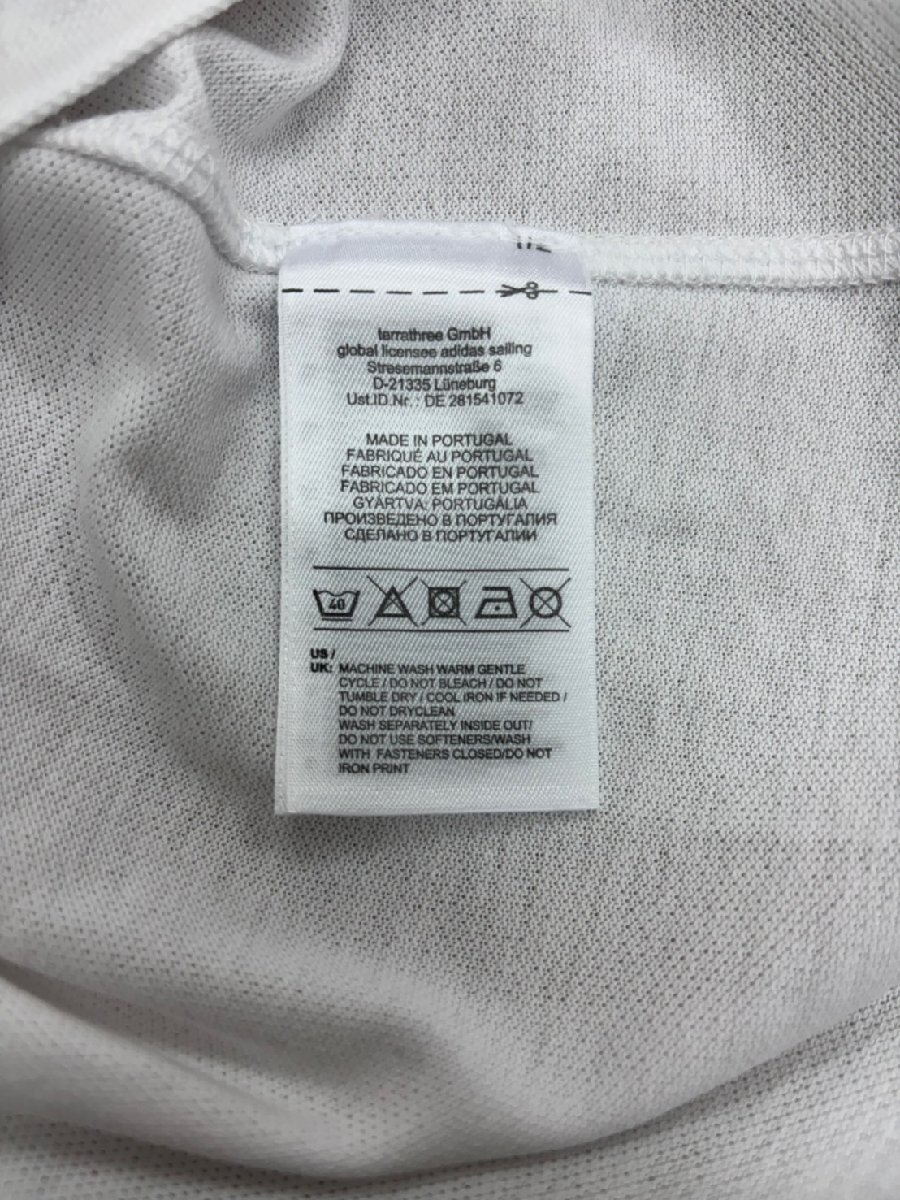 terrathree GmbH
global licensee adidas sailing
Stresemannstraße 6
D-21335 Lüneburg
Ust.ID.Nr.: DE 281541072
MADE IN PORTUGAL
FABRIQUÉ AU PORTUGAL
FABRICADO EN PORTUGAL
FABRICADO EM PORTUGAL
GYÁRTVA: PORTUGÁLIA
ПРОИЗВЕДЕНО В ПОРТУГАЛИЯ
СДЕЛАНО В ПОРТУГАЛИИ
40
US /
UK: MACHINE WASH WARM GENTLE
CYCLE / DO NOT BLEACH / DO NOT
TUMBLE DRY / COOL IRON IF NEEDED /
DO NOT DRYCLEAN
WASH SEPARATELY INSIDE OUT/
DO NOT USE SOFTENERS/WASH
WITH FASTENERS CLOSED/DO NOT
IRON PRINT